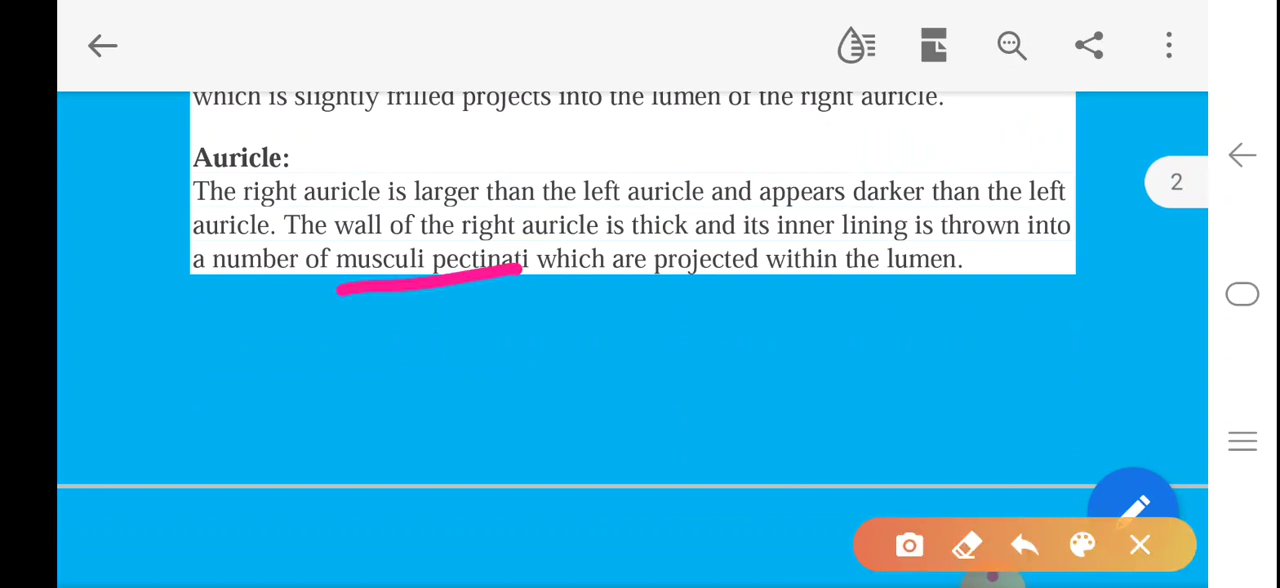 which is slightly frilled projects into the lumen of the right auricle.
Auricle:
The right auricle is larger than the left auricle and appears darker than the left
auricle. The wall of the right auricle is thick and its inner lining is thrown into
a number of musculi pectinati which are projected within the lumen.
2